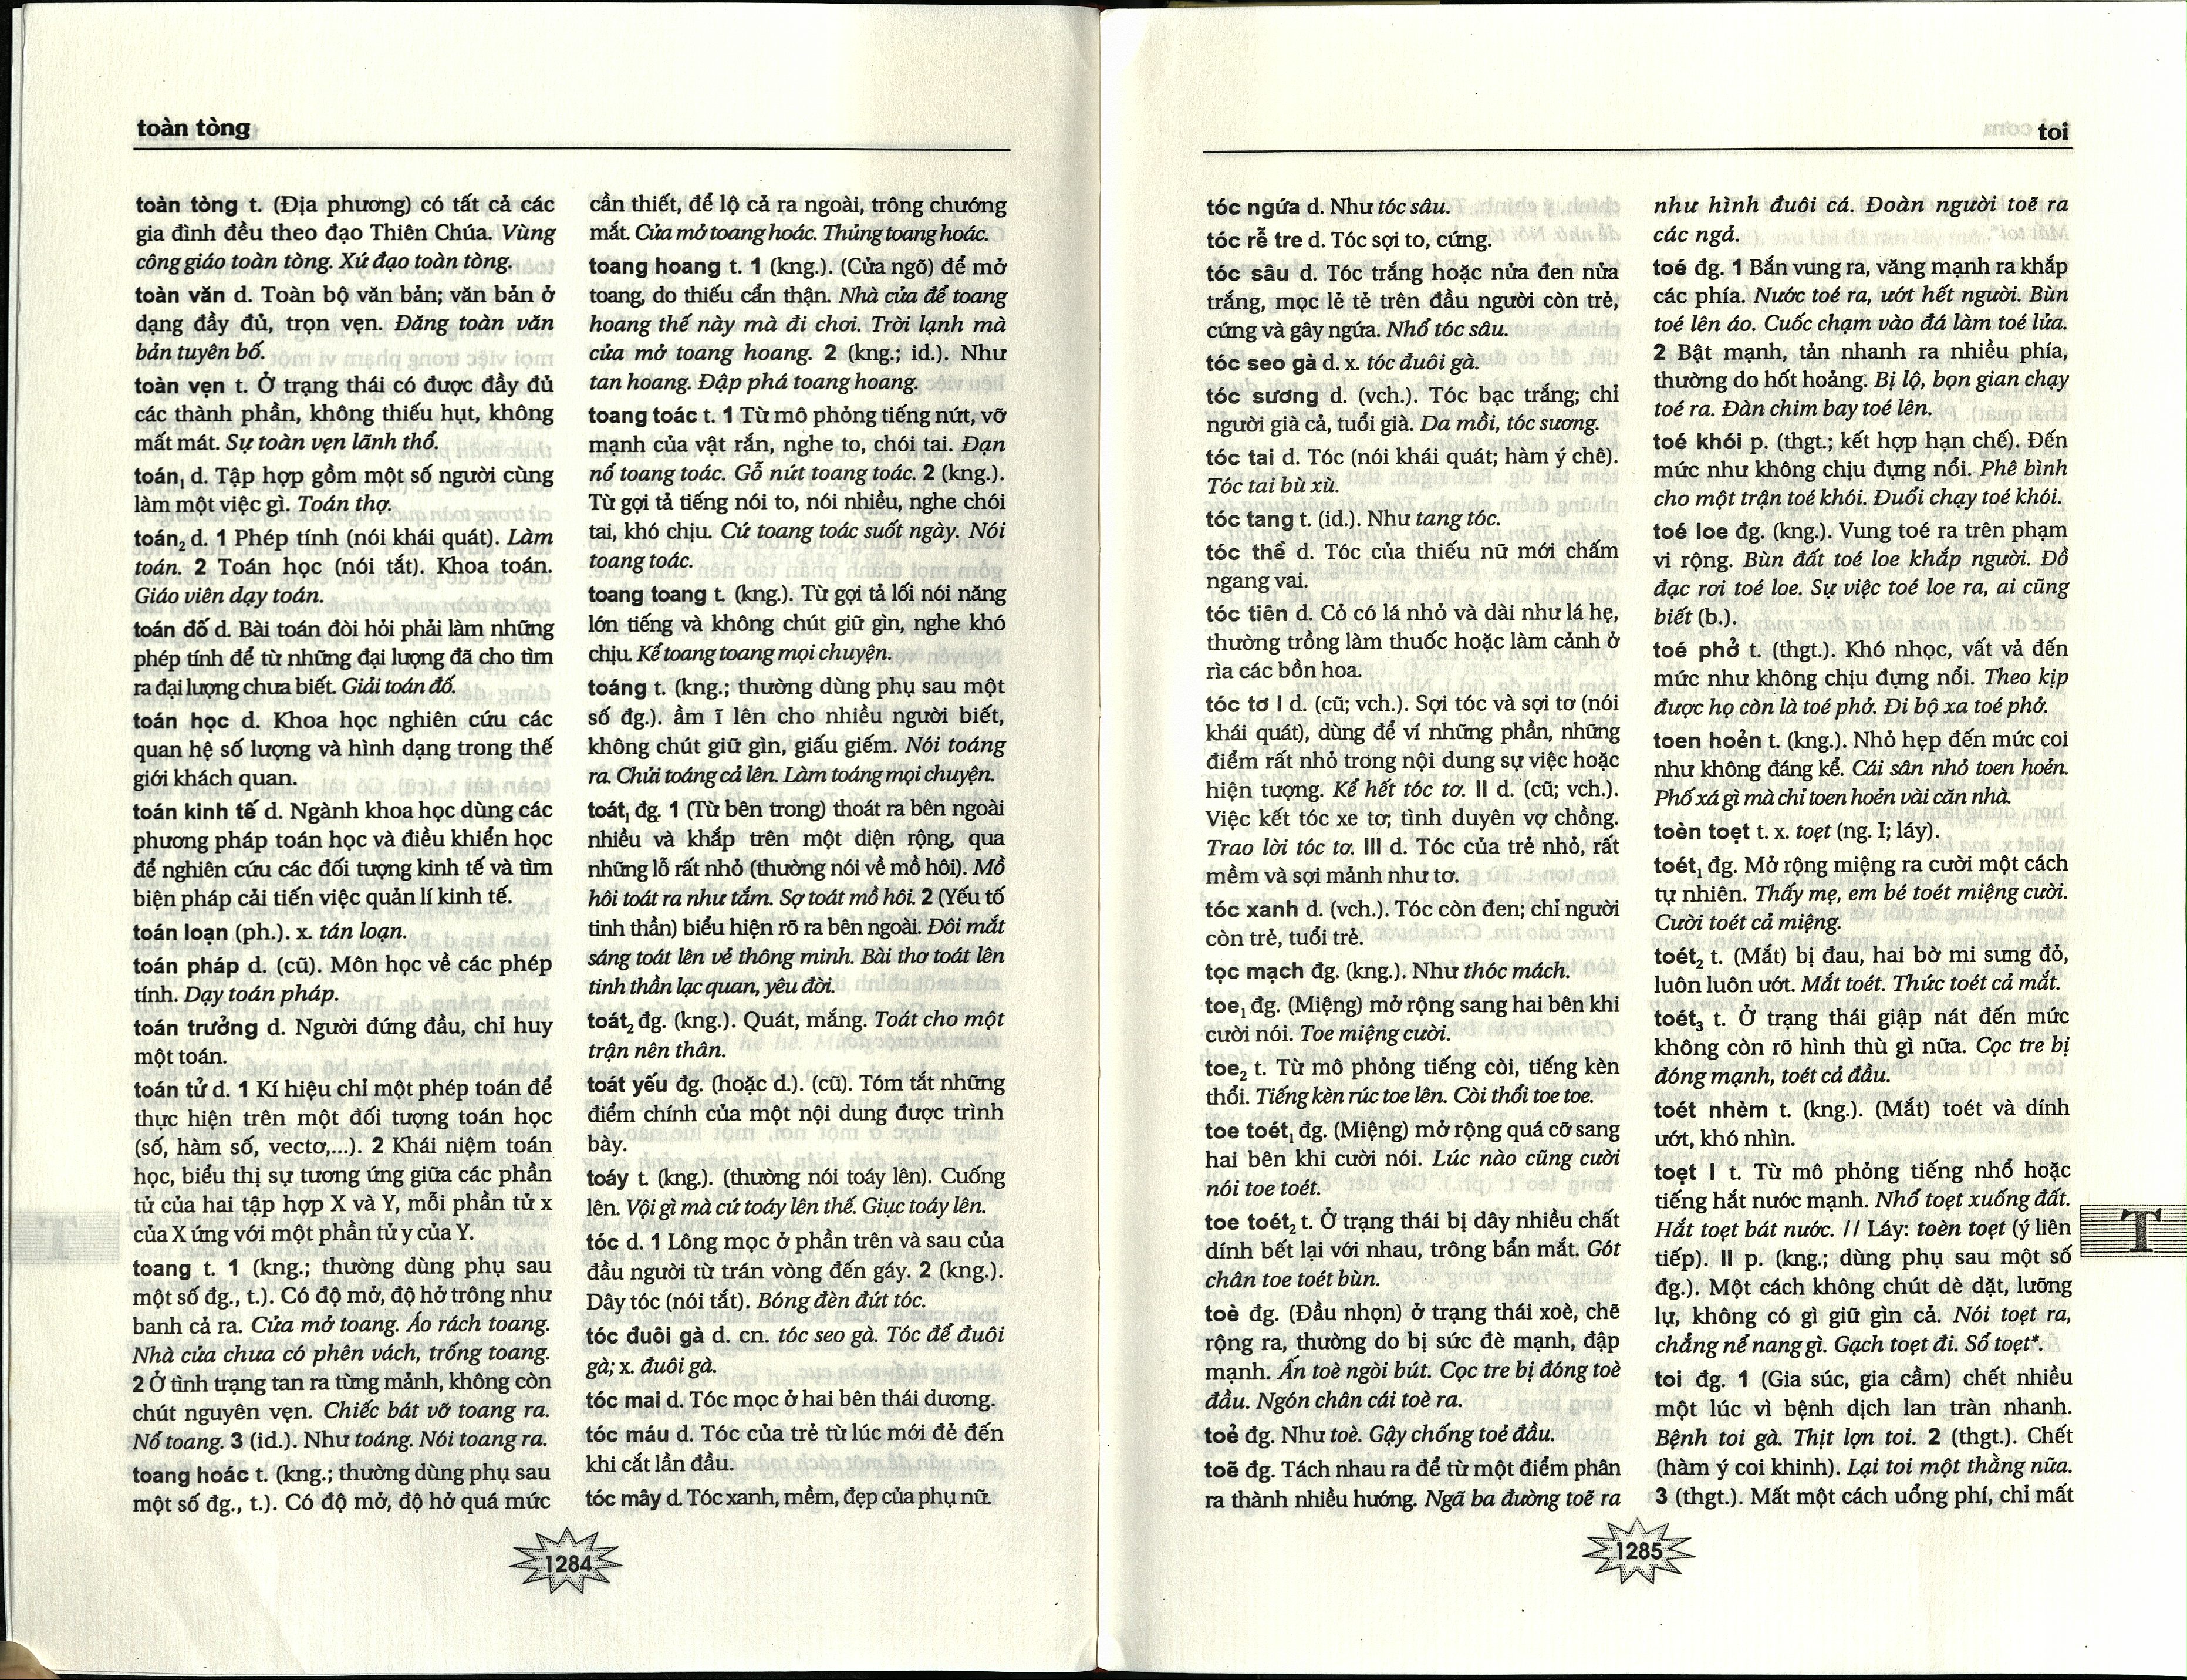 toàn tòng
toàn tòng t. (Địa phương) có tất cả các
gia đình đều theo đạo Thiên Chúa. Vùng
công giáo toàn tòng. Xứ đạo toàn tòng.
toàn văn d. Toàn bộ văn bản; văn bản ở
dạng đầy đủ, trọn vẹn. Đăng toàn văn
bản tuyên bố.
toàn vẹn t. Ở trạng thái có được đầy đủ
các thành phần, không thiếu hụt, không
mất mát. Sự toàn vẹn lãnh thổ.
toán₁ d. Tập hợp gồm một số người cùng
làm một việc gì. Toán thợ.
toán₂ d. 1 Phép tính (nói khái quát). Làm
toán. 2 Toán học (nói tắt). Khoa toán.
Giáo viên dạy toán.
toán đố d. Bài toán đòi hỏi phải làm những
phép tính để từ những đại lượng đã cho tìm
ra đại lượng chưa biết. Giải toán đố.
toán học d. Khoa học nghiên cứu các
quan hệ số lượng và hình dạng trong thế
giới khách quan.
toán kinh tế d. Ngành khoa học dùng các
phương pháp toán học và điều khiển học
để nghiên cứu các đối tượng kinh tế và tìm
biện pháp cải tiến việc quản lí kinh tế.
toán loạn (ph.). x. tán loạn.
toán pháp d. (cũ). Môn học về các phép
tính. Dạy toán pháp.
toán trưởng d. Người đứng đầu, chỉ huy
một toán.
toán tử d. 1 Kí hiệu chỉ một phép toán để
thực hiện trên một đối tượng toán học
(số, hàm số, vectơ,...). 2 Khái niệm toán
học, biểu thị sự tương ứng giữa các phần
tử của hai tập hợp X và Y, mỗi phần tử x
của X ứng với một phần tử y của Y.
toang t. 1 (kng.; thường dùng phụ sau
một số đg., t.). Có độ mở, độ hở trông như
banh cả ra. Cửa mở toang. Áo rách toang.
Nhà cửa chưa có phên vách, trống toang.
2 Ở tình trạng tan ra từng mảnh, không còn
chút nguyên vẹn. Chiếc bát vỡ toang ra.
Nổ toang. 3 (id.). Như toáng. Nói toang ra.
toang hoác t. (kng.; thường dùng phụ sau
một số đg., t.). Có độ mở, độ hở quá mức
cần thiết, để lộ cả ra ngoài, trông chướng
mắt. Cửa mở toang hoác. Thủng toang hoác.
toang hoang t. 1 (kng.). (Cửa ngõ) để mở
toang, do thiếu cẩn thận. Nhà cửa để toang
hoang thế này mà đi chơi. Trời lạnh mà
cửa mở toang hoang. 2 (kng.; id.). Như
tan hoang. Đập phá toang hoang.
toang toác t. 1 Từ mô phỏng tiếng nứt, vỡ
mạnh của vật rắn, nghe to, chói tai. Đạn
nổ toang toác. Gỗ nứt toang toác. 2 (kng.).
Từ gợi tả tiếng nói to, nói nhiều, nghe chói
tai, khó chịu. Cứ toang toác suốt ngày. Nói
toang toác.
toang toang t. (kng.). Từ gợi tả lối nói năng
lớn tiếng và không chút giữ gìn, nghe khó
chịu. Kể toang toang mọi chuyện.
toáng t. (kng.; thường dùng phụ sau một
số đg.). ầm ĩ lên cho nhiều người biết,
không chút giữ gìn, giấu giếm. Nói toáng
ra. Chửi toáng cả lên. Làm toáng mọi chuyện.
toát₁ đg. 1 (Từ bên trong) thoát ra bên ngoài
nhiều và khắp trên một diện rộng, qua
những lỗ rất nhỏ (thường nói về mồ hôi). Mồ
hôi toát ra như tắm. Sợ toát mồ hôi. 2 (Yếu tố
tinh thần) biểu hiện rõ ra bên ngoài. Đôi mắt
sáng toát lên vẻ thông minh. Bài thơ toát lên
tinh thần lạc quan, yêu đời.
toát₂ đg. (kng.). Quát, mắng. Toát cho một
trận nên thân.
toát yếu đg. (hoặc d.). (cũ). Tóm tắt những
điểm chính của một nội dung được trình
bày.
toáy t. (kng.). (thường nói toáy lên). Cuống
lên. Vội gì mà cứ toáy lên thế. Giục toáy lên.
tóc d. 1 Lông mọc ở phần trên và sau của
đầu người từ trán vòng đến gáy. 2 (kng.).
Dây tóc (nói tắt). Bóng đèn đứt tóc.
tóc đuôi gà d. cn. tóc seo gà. Tóc để đuôi
gà; x. đuôi gà.
tóc mai d. Tóc mọc ở hai bên thái dương.
tóc máu d. Tóc của trẻ từ lúc mới đẻ đến
khi cắt lần đầu.
tóc mây d. Tóc xanh, mềm, đẹp của phụ nữ.
1284
toi
tóc ngứa d. Như tóc sâu.
tóc rễ tre d. Tóc sợi to, cứng.
tóc sâu d. Tóc trắng hoặc nửa đen nửa
trắng, mọc lẻ tẻ trên đầu người còn trẻ,
cứng và gây ngứa. Nhổ tóc sâu.
tóc seo gà d. x. tóc đuôi gà.
tóc sương d. (vch.). Tóc bạc trắng; chỉ
người già cả, tuổi già. Da mồi, tóc sương.
tóc tai d. Tóc (nói khái quát; hàm ý chê).
Tóc tai bù xù.
tóc tang t. (id.). Như tang tóc.
tóc thề d. Tóc của thiếu nữ mới chấm
ngang vai.
tóc tiên d. Cỏ có lá nhỏ và dài như lá hẹ,
thường trồng làm thuốc hoặc làm cảnh ở
rìa các bồn hoa.
tóc tơ I d. (cũ; vch.). Sợi tóc và sợi tơ (nói
khái quát), dùng để ví những phần, những
điểm rất nhỏ trong nội dung sự việc hoặc
hiện tượng. Kể hết tóc tơ. II d. (cũ; vch.).
Việc kết tóc xe tơ; tình duyên vợ chồng.
Trao lời tóc tơ. III d. Tóc của trẻ nhỏ, rất
mềm và sợi mảnh như tơ.
tóc xanh d. (vch.). Tóc còn đen; chỉ người
còn trẻ, tuổi trẻ.
tọc mạch đg. (kng.). Như thóc mách.
toe₁ đg. (Miệng) mở rộng sang hai bên khi
cười nói. Toe miệng cười.
toe₂ t. Từ mô phỏng tiếng còi, tiếng kèn
thổi. Tiếng kèn rúc toe lên. Còi thổi toe toe.
toe toét₁ đg. (Miệng) mở rộng quá cỡ sang
hai bên khi cười nói. Lúc nào cũng cười
nói toe toét.
toe toét₂ t. Ở trạng thái bị dây nhiều chất
dính bết lại với nhau, trông bẩn mắt. Gót
chân toe toét bùn.
toè đg. (Đầu nhọn) ở trạng thái xoè, chẽ
rộng ra, thường do bị sức đè mạnh, đập
mạnh. Ấn toè ngòi bút. Cọc tre bị đóng toè
đầu. Ngón chân cái toè ra.
toẻ đg. Như toè. Gậy chống toẻ đầu.
toẽ đg. Tách nhau ra để từ một điểm phân
ra thành nhiều hướng. Ngã ba đường toẽ ra
như hình đuôi cá. Đoàn người toẽ ra
các ngả.
toé đg. 1 Bắn vung ra, văng mạnh ra khắp
các phía. Nước toé ra, ướt hết người. Bùn
toé lên áo. Cuốc chạm vào đá làm toé lửa.
2 Bật mạnh, tản nhanh ra nhiều phía,
thường do hốt hoảng. Bị lộ, bọn gian chạy
toé ra. Đàn chim bay toé lên.
toé khói p. (thgt.; kết hợp hạn chế). Đến
mức như không chịu đựng nổi. Phê bình
cho một trận toé khói. Đuổi chạy toé khói.
toé loe đg. (kng.). Vung toé ra trên phạm
vi rộng. Bùn đất toé loe khắp người. Đồ
đạc rơi toé loe. Sự việc toé loe ra, ai cũng
biết (b.).
toé phở t. (thgt.). Khó nhọc, vất vả đến
mức như không chịu đựng nổi. Theo kịp
được họ còn là toé phở. Đi bộ xa toé phở.
toen hoẻn t. (kng.). Nhỏ hẹp đến mức coi
như không đáng kể. Cái sân nhỏ toen hoẻn.
Phố xá gì mà chỉ toen hoẻn vài căn nhà.
toèn toẹt t. x. toẹt (ng. I; láy).
toét₁ đg. Mở rộng miệng ra cười một cách
tự nhiên. Thấy mẹ, em bé toét miệng cười.
Cười toét cả miệng.
toét₂ t. (Mắt) bị đau, hai bờ mi sưng đỏ,
luôn luôn ướt. Mắt toét. Thức toét cả mắt.
toét₃ t. Ở trạng thái giập nát đến mức
không còn rõ hình thù gì nữa. Cọc tre bị
đóng mạnh, toét cả đầu.
toét nhèm t. (kng.). (Mắt) toét và dính
ướt, khó nhìn.
toẹt I t. Từ mô phỏng tiếng nhổ hoặc
tiếng hắt nước mạnh. Nhổ toẹt xuống đất.
Hắt toẹt bát nước. // Láy: toèn toẹt (ý liên
tiếp). II p. (kng.; dùng phụ sau một số
đg.). Một cách không chút dè dặt, lưỡng
lự, không có gì giữ gìn cả. Nói toẹt ra,
chẳng nể nang gì. Gạch toẹt đi. Sổ toẹt*.
toi đg. 1 (Gia súc, gia cầm) chết nhiều
một lúc vì bệnh dịch lan tràn nhanh.
Bệnh toi gà. Thịt lợn toi. 2 (thgt.). Chết
(hàm ý coi khinh). Lại toi một thằng nữa.
3 (thgt.). Mất một cách uổng phí, chỉ mất
T
1285